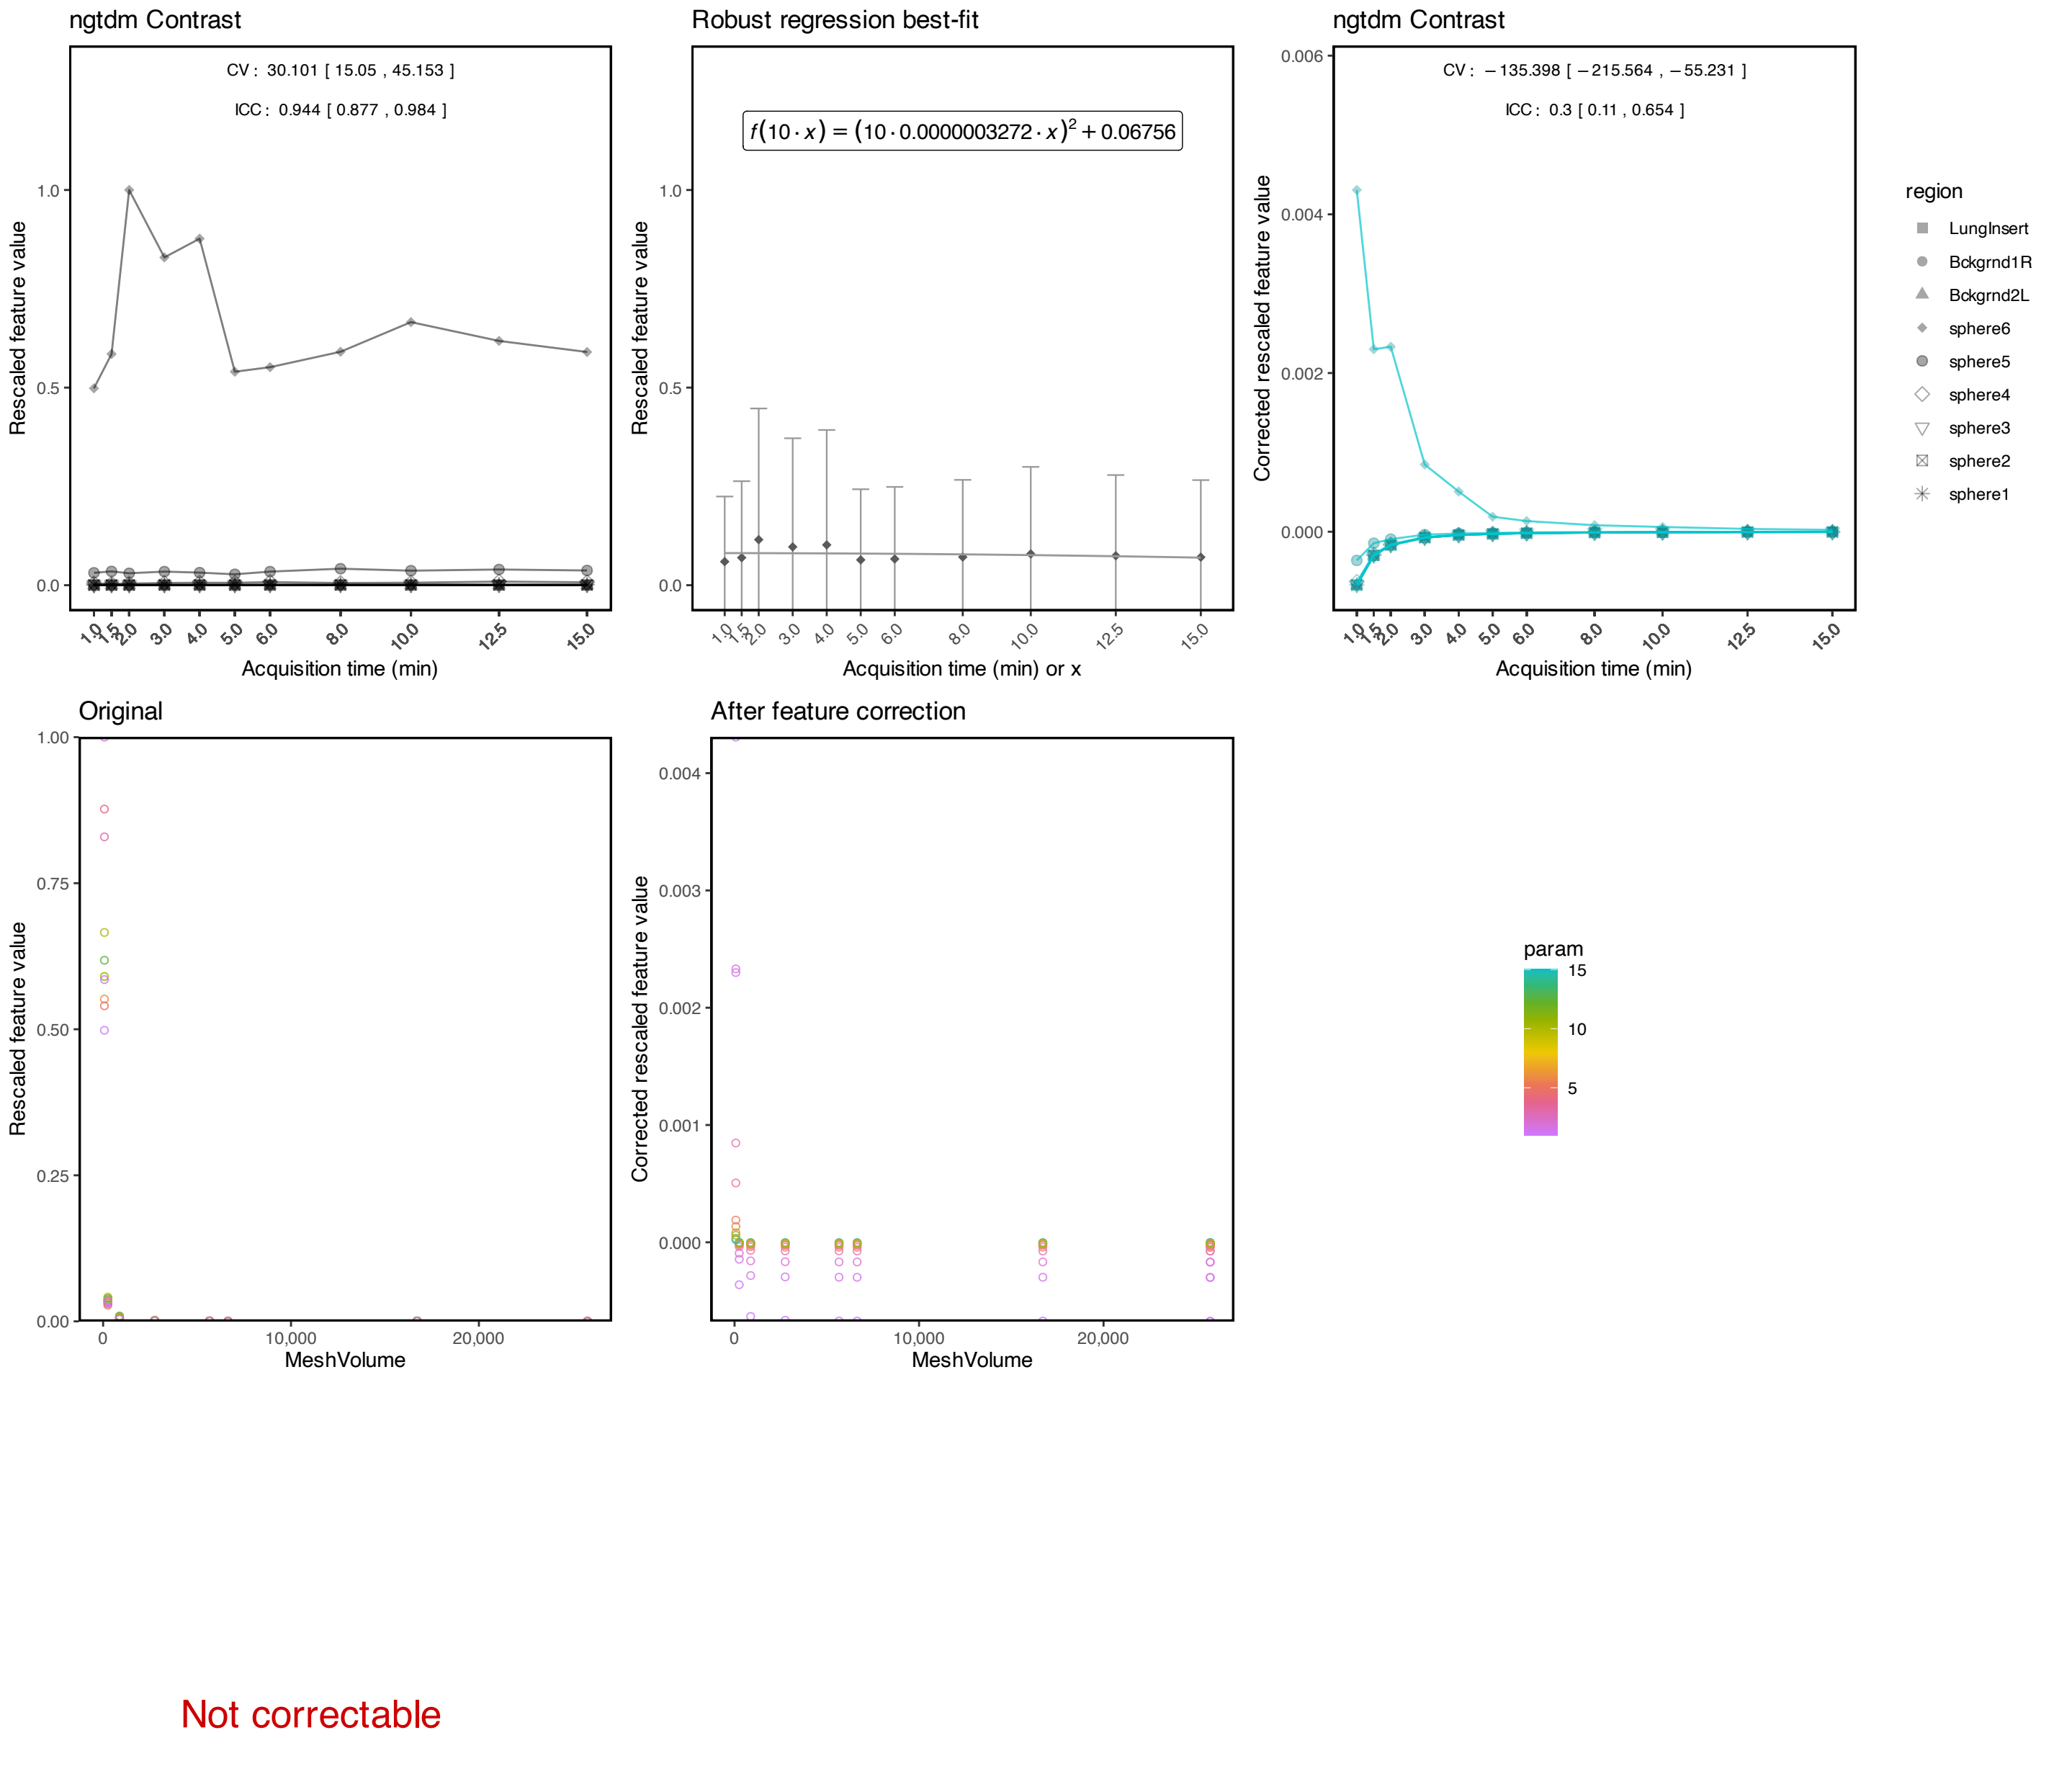 ngtdm Contrast
CV : 30.101 [ 15.05 , 45.153 ]
ICC : 0.944 [ 0.877 , 0.984 ]
Rescaled feature value
1.0
0.5
0.0
1.0 1.5 2.0 3.0 4.0 5.0 6.0 8.0 10.0 12.5 15.0
Acquisition time (min)
Robust regression best-fit
f(10 · x) = (10 · 0.0000003272 · x)² + 0.06756
Rescaled feature value
1.0
0.5
0.0
1.0 1.5 2.0 3.0 4.0 5.0 6.0 8.0 10.0 12.5 15.0
Acquisition time (min) or x
ngtdm Contrast
CV : −135.398 [ −215.564 , −55.231 ]
ICC : 0.3 [ 0.11 , 0.654 ]
Corrected rescaled feature value
0.006
0.004
0.002
0.000
1.0 1.5 2.0 3.0 4.0 5.0 6.0 8.0 10.0 12.5 15.0
Acquisition time (min)
region
LungInsert
Bckgrnd1R
Bckgrnd2L
sphere6
sphere5
sphere4
sphere3
sphere2
sphere1
Original
Rescaled feature value
1.00
0.75
0.50
0.25
0.00
0 10,000 20,000
MeshVolume
After feature correction
Corrected rescaled feature value
0.004
0.003
0.002
0.001
0.000
0 10,000 20,000
MeshVolume
param
15
10
5
Not correctable